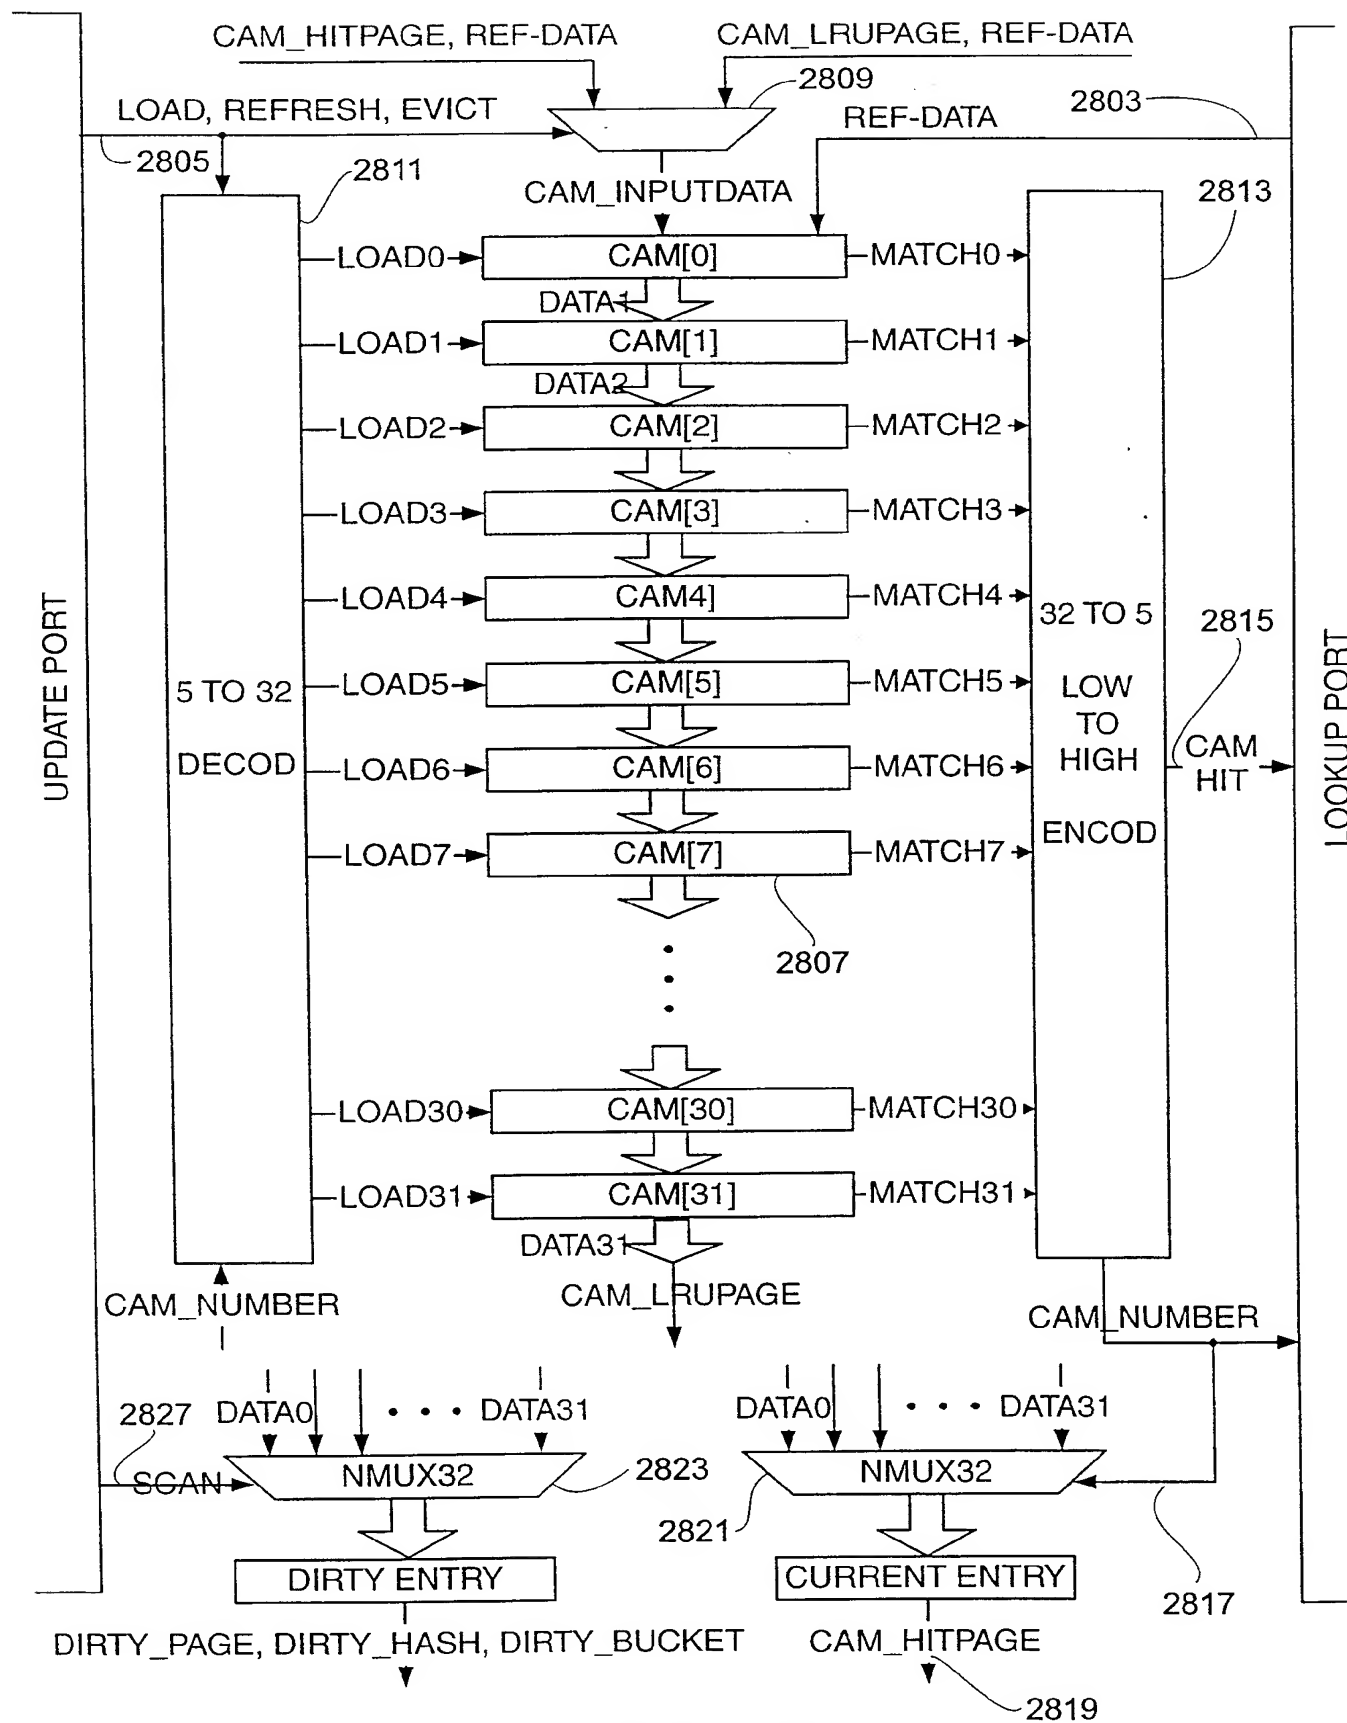 CAM_HITPAGE, REF-DATA
CAM_LRUPAGE, REF-DATA
2809
LOAD, REFRESH, EVICT
REF-DATA
2803
2805
2811
CAM_INPUTDATA
2813
LOAD0
CAM[0]
MATCH0
DATA1
LOAD1
CAM[1]
MATCH1
DATA2
LOAD2
CAM[2]
MATCH2
LOAD3
CAM[3]
MATCH3
LOAD4
CAM4]
MATCH4
UPDATE PORT
5 TO 32
DECOD
32 TO 5
LOW
TO
HIGH
ENCOD
2815
CAM
HIT
LOOKUP PORT
LOAD5
CAM[5]
MATCH5
LOAD6
CAM[6]
MATCH6
LOAD7
CAM[7]
MATCH7
2807
LOAD30
CAM[30]
MATCH30
LOAD31
CAM[31]
MATCH31
DATA31
CAM_NUMBER
CAM_LRUPAGE
CAM_NUMBER
2827
DATA0
• • •
DATA31
DATA0
• • •
DATA31
SCAN
NMUX32
2823
2821
NMUX32
DIRTY ENTRY
CURRENT ENTRY
2817
DIRTY_PAGE, DIRTY_HASH, DIRTY_BUCKET
CAM_HITPAGE
2819